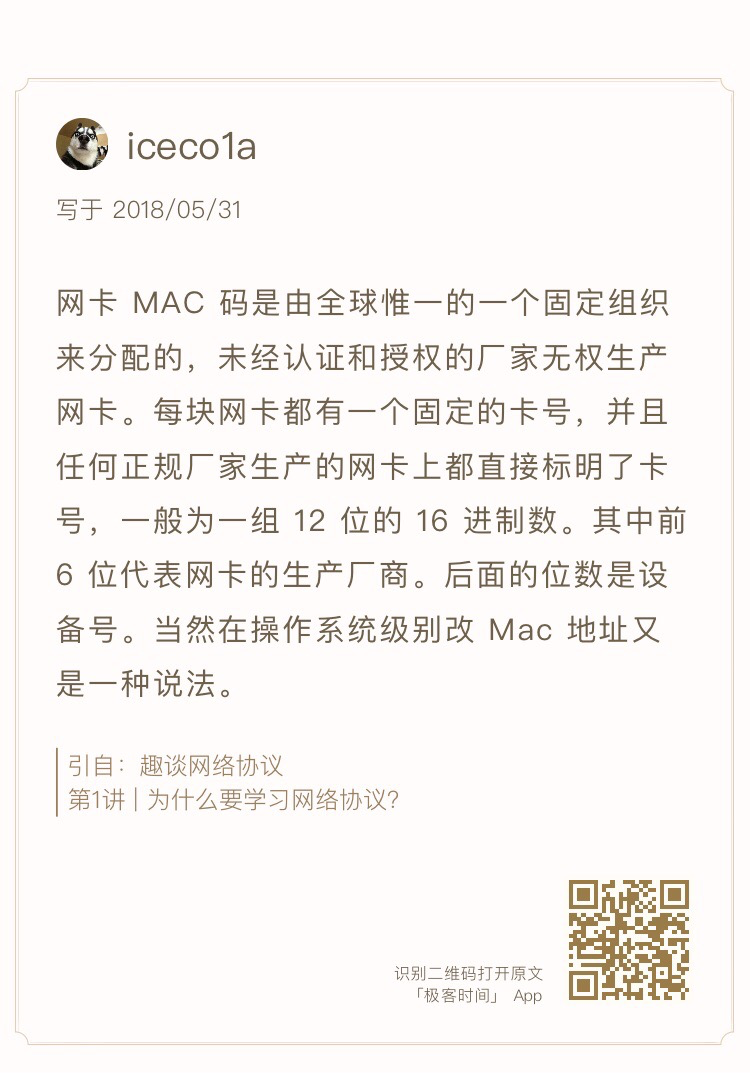 iceco1a
写于 2018/05/31
网卡 MAC 码是由全球惟一的一个固定组织
来分配的，未经认证和授权的厂家无权生产
网卡。每块网卡都有一个固定的卡号，并且
任何正规厂家生产的网卡上都直接标明了卡
号，一般为一组 12 位的 16 进制数。其中前
6 位代表网卡的生产厂商。后面的位数是设
备号。当然在操作系统级别改 Mac 地址又
是一种说法。
引自：趣谈网络协议
第1讲 | 为什么要学习网络协议？
识别二维码打开原文
「极客时间」 App